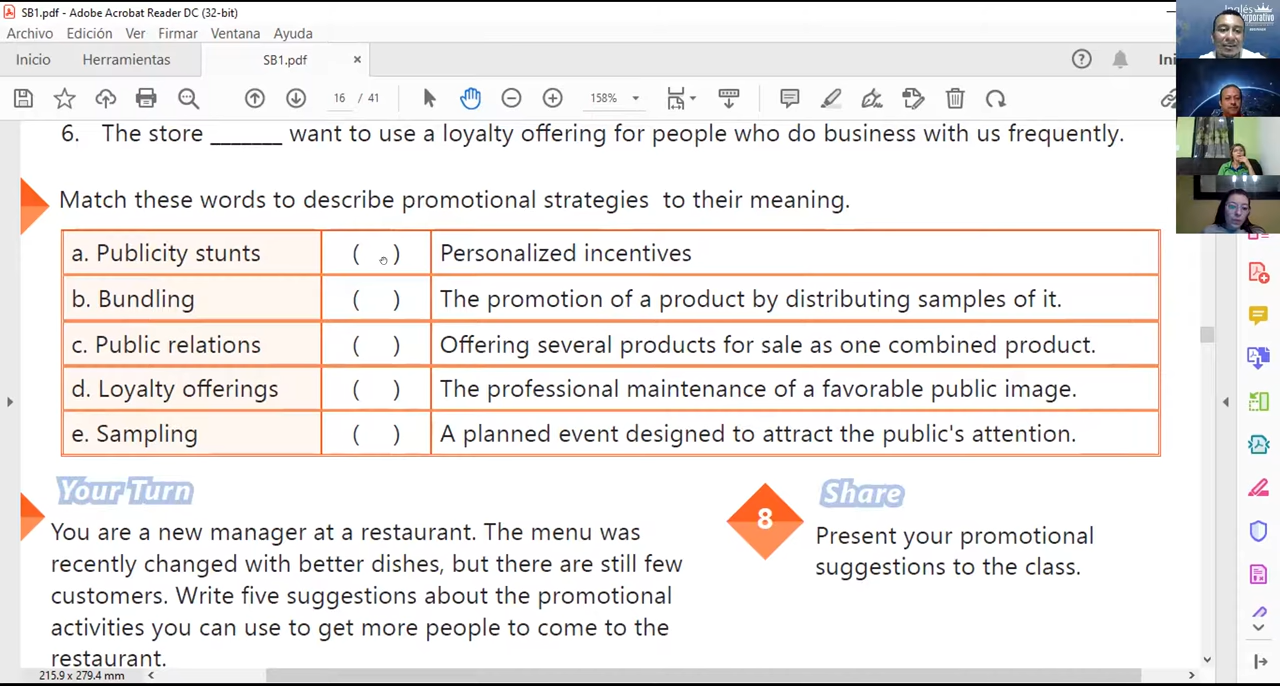 SB1.pdf - Adobe Acrobat Reader DC (32-bit)
Archivo Edición Ver Firmar Ventana Ayuda
Inicio Herramientas SB1.pdf × ? Ini
16 / 41 158%
Inglés
corporativo
6. The store _______ want to use a loyalty offering for people who do business with us frequently.
Match these words to describe promotional strategies to their meaning.
a. Publicity stunts ( ) Personalized incentives
b. Bundling ( ) The promotion of a product by distributing samples of it.
c. Public relations ( ) Offering several products for sale as one combined product.
d. Loyalty offerings ( ) The professional maintenance of a favorable public image.
e. Sampling ( ) A planned event designed to attract the public's attention.
Your Turn
You are a new manager at a restaurant. The menu was
recently changed with better dishes, but there are still few
customers. Write five suggestions about the promotional
activities you can use to get more people to come to the
restaurant.
8
Share
Present your promotional
suggestions to the class.
215.9 x 279.4 mm